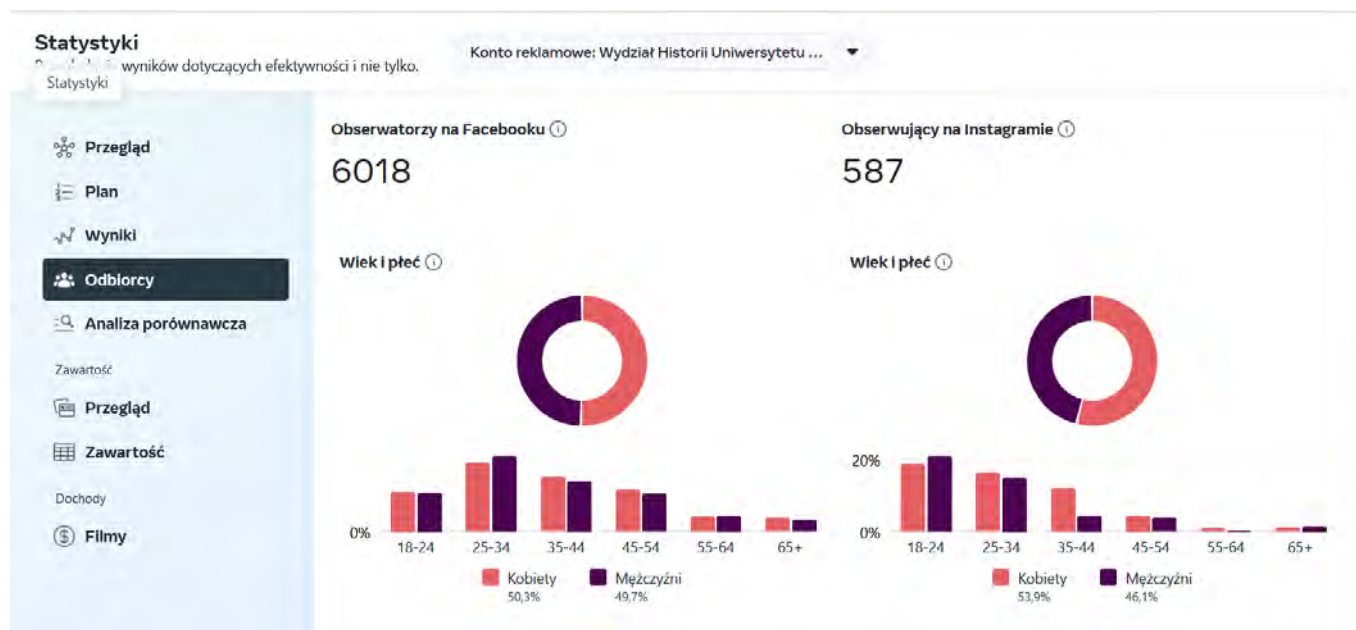 Statystyki
Konto reklamowe: Wydział Historii Uniwersytetu ...
wyników dotyczących efektywności i nie tylko.
Statystyki
Przegląd
Plan
Wyniki
Odbiorcy
Analiza porównawcza
Zawartość
Przegląd
Zawartość
Dochody
Filmy
Obserwatorzy na Facebooku
6018
Wiek i płeć
0%
18-24 25-34 35-44 45-54 55-64 65+
Kobiety Mężczyźni
50,3% 49,7%
Obserwujący na Instagramie
587
Wiek i płeć
20%
0%
18-24 25-34 35-44 45-54 55-64 65+
Kobiety Mężczyźni
53,9% 46,1%